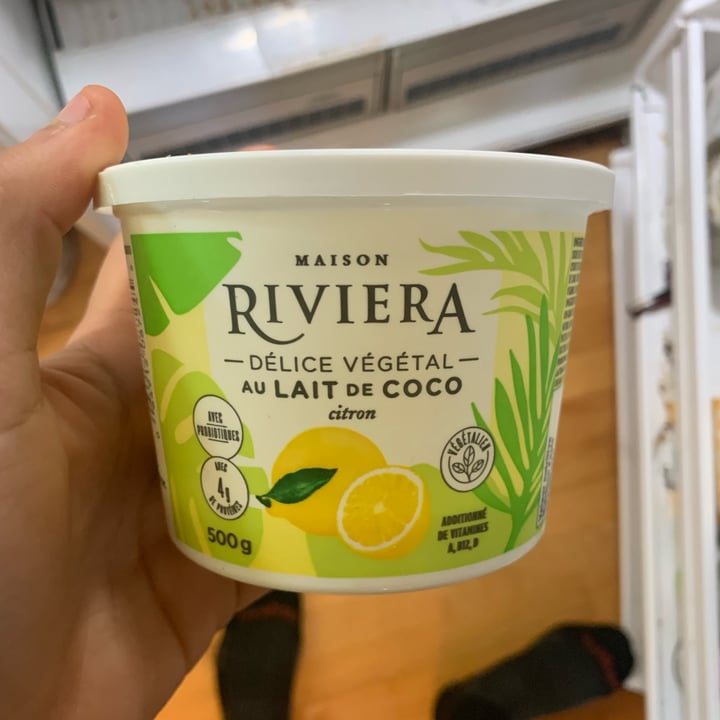 MAISON
RIVIERA
DÉLICE VÉGÉTAL
AU LAIT DE COCO
citron
AVEC
PROBIOTIQUES
AVEC
4g
DE PROTÉINES
500g
VÉGÉTALIEN
ADDITIONNÉ
DE VITAMINES
A, B12, D